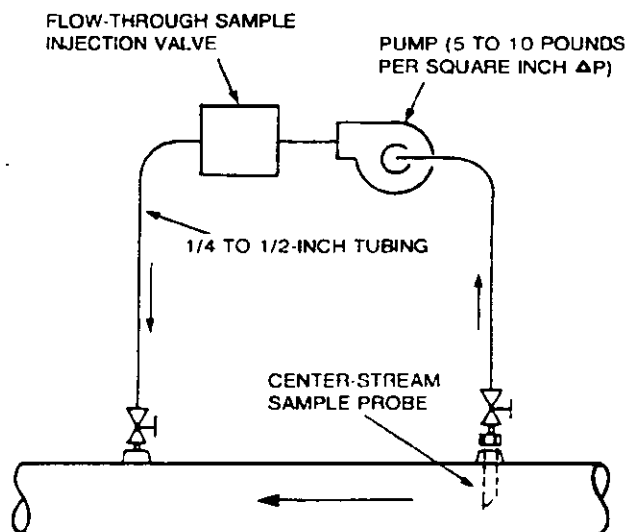 FLOW-THROUGH SAMPLE
INJECTION VALVE
PUMP (5 TO 10 POUNDS
PER SQUARE INCH ΔP)
1/4 TO 1/2-INCH TUBING
CENTER-STREAM
SAMPLE PROBE